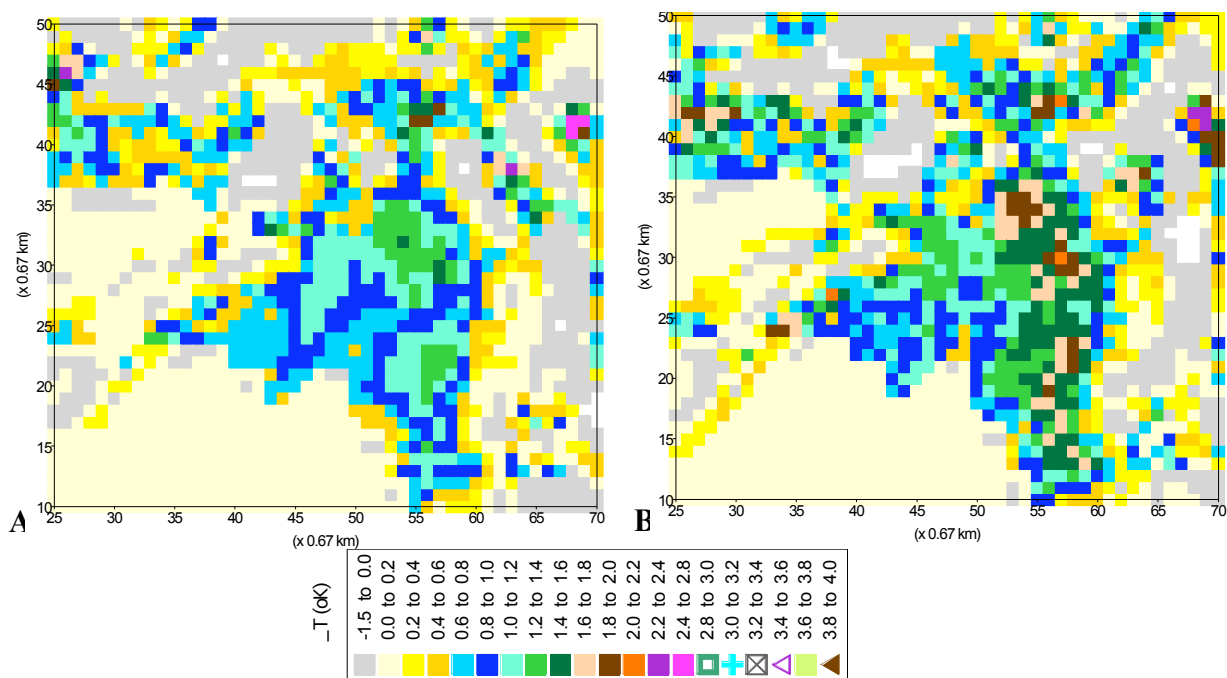 50
45
40
35
30
25
20
15
10
(x 0.67 km)
25 30 35 40 45 50 55 60 65 70
(x 0.67 km)
A
50
45
40
35
30
25
20
15
10
(x 0.67 km)
25 30 35 40 45 50 55 60 65 70
(x 0.67 km)
B
_T (oK)
-1.5 to 0.0
0.0 to 0.2
0.2 to 0.4
0.4 to 0.6
0.6 to 0.8
0.8 to 1.0
1.0 to 1.2
1.2 to 1.4
1.4 to 1.6
1.6 to 1.8
1.8 to 2.0
2.0 to 2.2
2.2 to 2.4
2.4 to 2.8
2.8 to 3.0
3.0 to 3.2
3.2 to 3.4
3.4 to 3.6
3.6 to 3.8
3.8 to 4.0